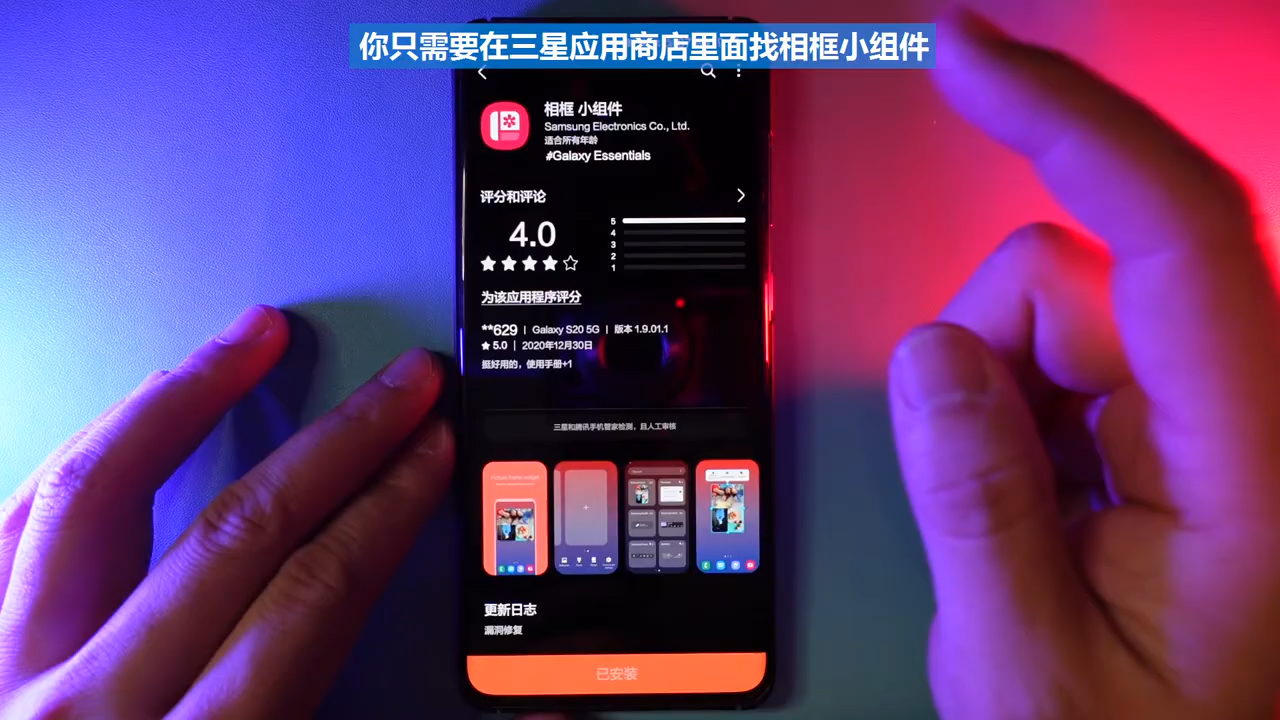 你只需要在三星应用商店里面找相框小组件
相框 小组件
Samsung Electronics Co., Ltd.
适合所有年龄
#Galaxy Essentials
评分和评论
4.0
5
4
3
2
1
为该应用程序评分
**629 | Galaxy S20 5G | 版本 1.9.01.1
★ 5.0 | 2020年12月30日
挺好用的，使用手册+1
三星和腾讯手机管家检测，且人工审核
Picture frame widget
更新日志
漏洞修复
已安装